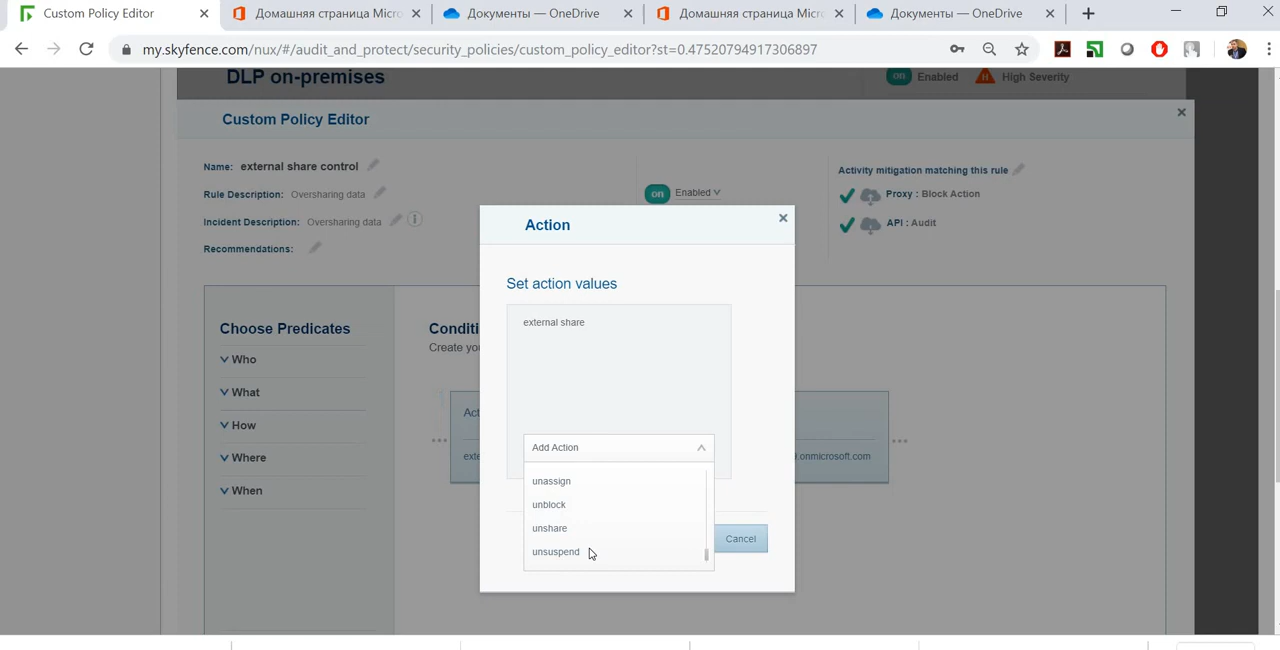 Custom Policy Editor
Домашняя страница Micro
Документы — OneDrive
Домашняя страница Micro
Документы — OneDrive
my.skyfence.com/nux/#/audit_and_protect/security_policies/custom_policy_editor?st=0.47520794917306897
DLP on-premises
on Enabled H High Severity
Custom Policy Editor
Name: external share control
Rule Description: Oversharing data
Incident Description: Oversharing data
Recommendations:
on Enabled
Activity mitigation matching this rule
Proxy : Block Action
API : Audit
Action
Set action values
external share
Choose Predicates
Who
What
How
Where
When
Conditi
Create you
Act
exte
.onmicrosoft.com
Add Action
unassign
unblock
unshare
unsuspend
Cancel